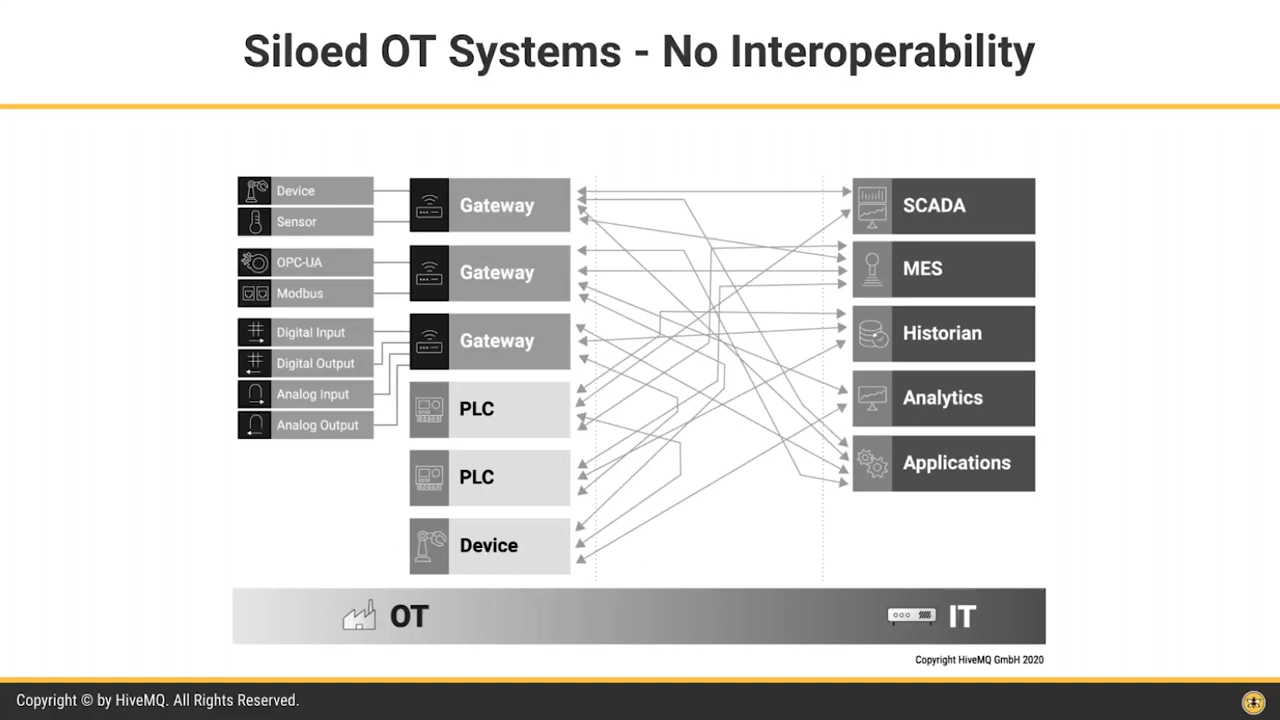 Siloed OT Systems - No Interoperability
Device
Sensor
OPC-UA
Modbus
Digital Input
Digital Output
Analog Input
Analog Output
Gateway
Gateway
Gateway
PLC
PLC
Device
SCADA
MES
Historian
Analytics
Applications
OT
IT
Copyright HiveMQ GmbH 2020
Copyright © by HiveMQ. All Rights Reserved.